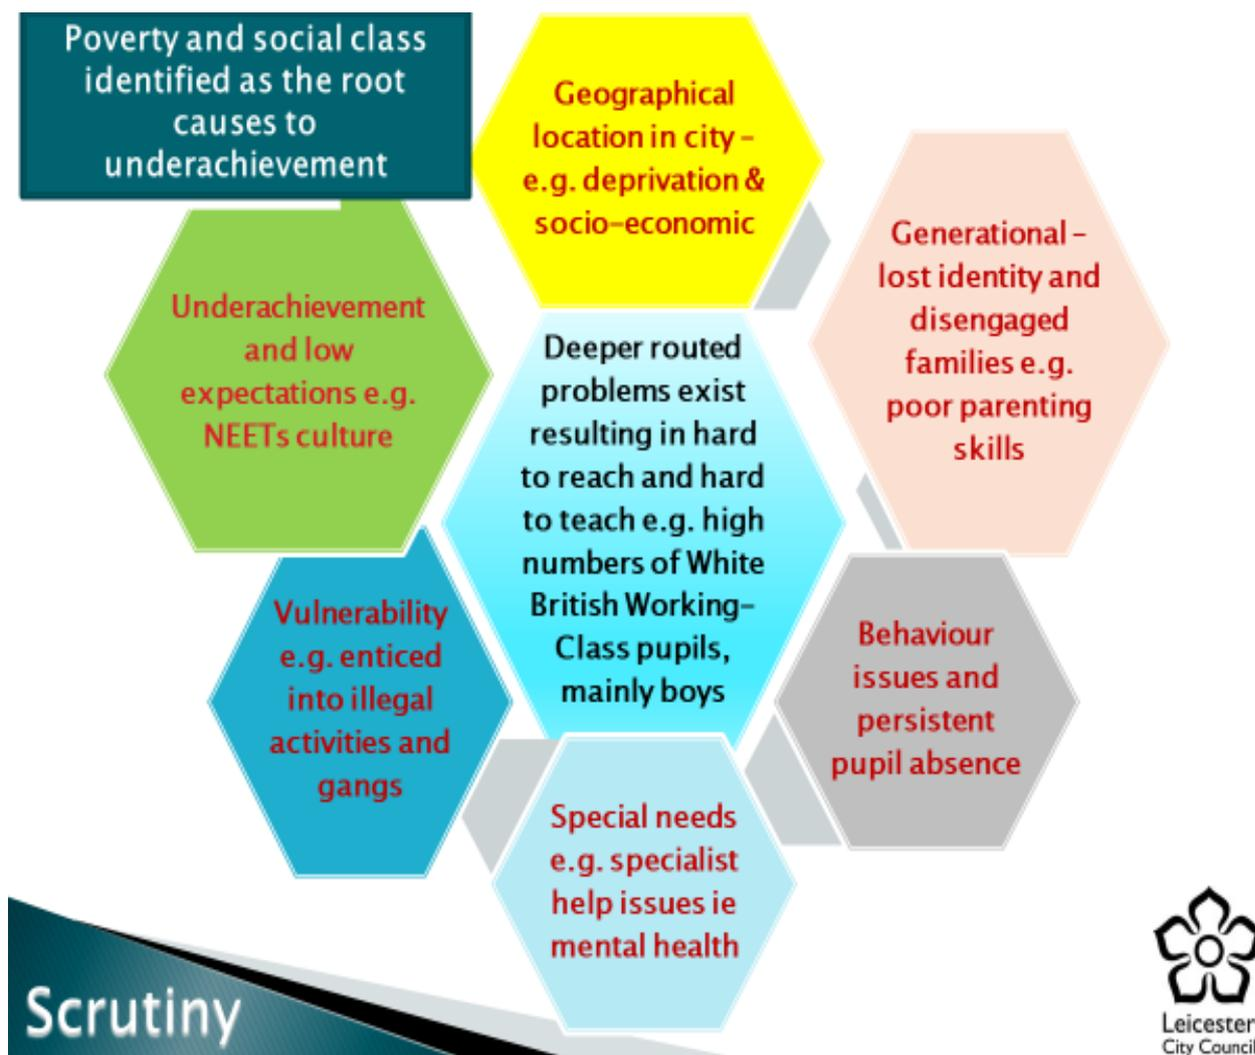 Poverty and social class
identified as the root
causes to
underachievement
Geographical
location in city -
e.g. deprivation &
socio-economic
Generational -
lost identity and
disengaged
families e.g.
poor parenting
skills
Underachievement
and low
expectations e.g.
NEETs culture
Deeper routed
problems exist
resulting in hard
to reach and hard
to teach e.g. high
numbers of White
British Working-
Class pupils,
mainly boys
Vulnerability
e.g. enticed
into illegal
activities and
gangs
Behaviour
issues and
persistent
pupil absence
Special needs
e.g. specialist
help issues ie
mental health
Scrutiny
Leicester
City Council